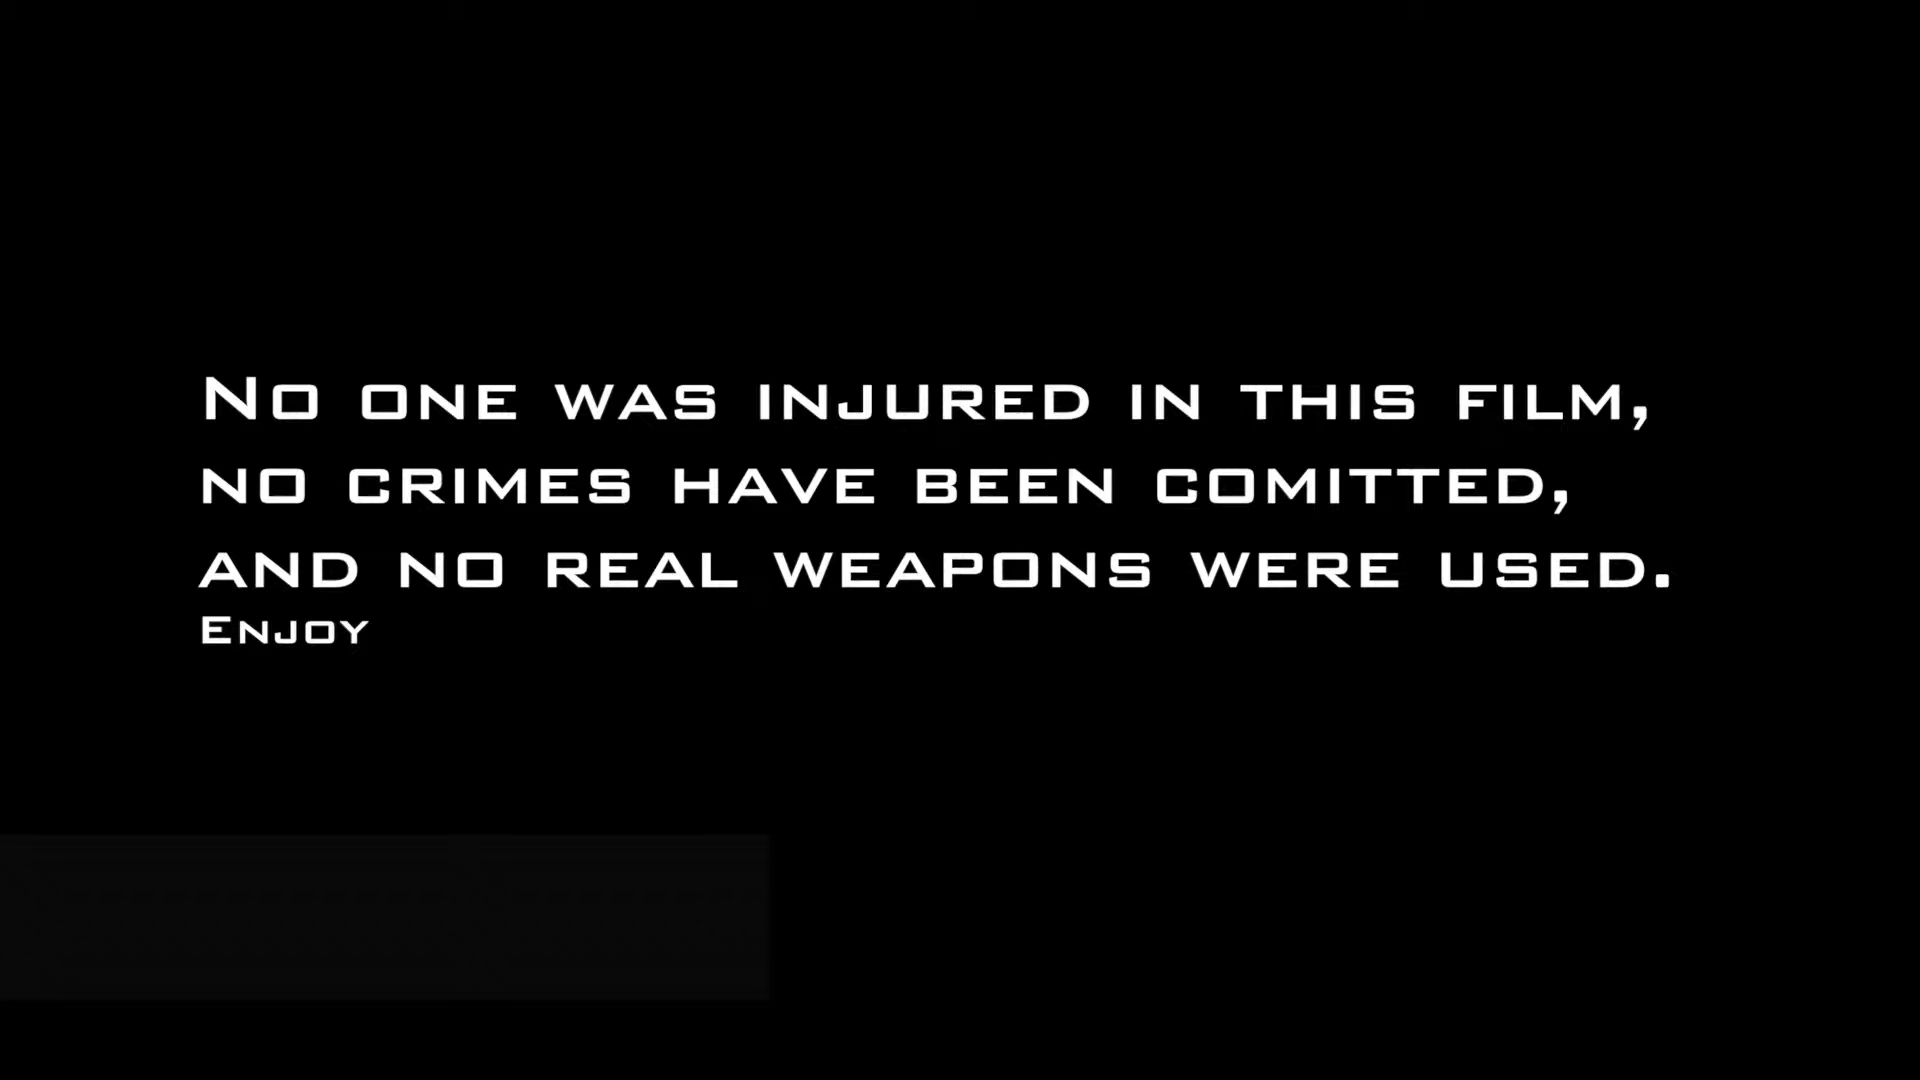 No one was injured in this film,
no crimes have been comitted,
and no real weapons were used.
Enjoy